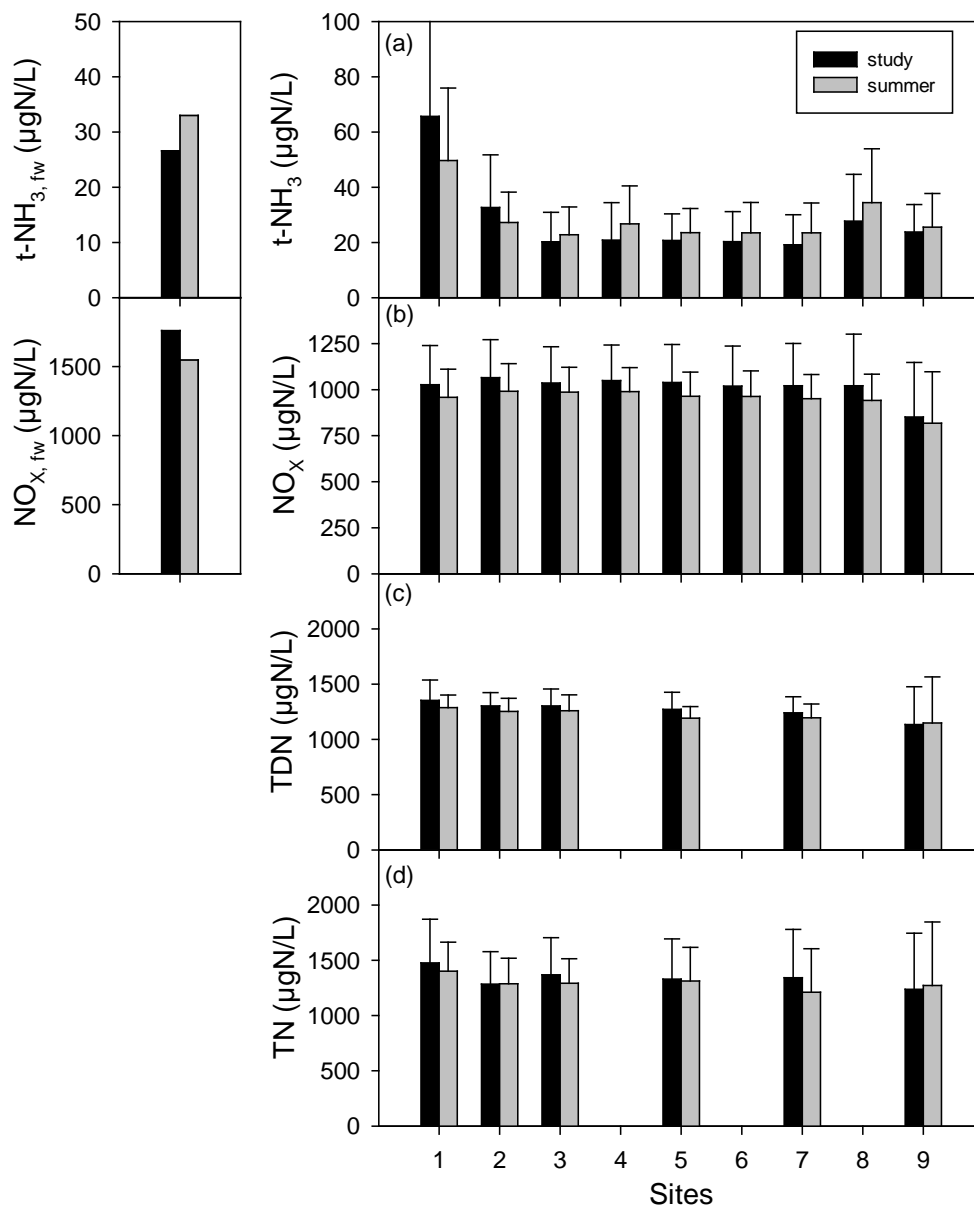 t-NH3, fw (µgN/L)
50
40
30
20
10
0
t-NH3 (µgN/L)
100
80
60
40
20
0
(a)
study
summer
NOX, fw (µgN/L)
1500
1000
500
0
NOX (µgN/L)
1250
1000
750
500
250
0
(b)
TDN (µgN/L)
2000
1500
1000
500
0
(c)
TN (µgN/L)
2000
1500
1000
500
0
(d)
1 2 3 4 5 6 7 8 9
Sites